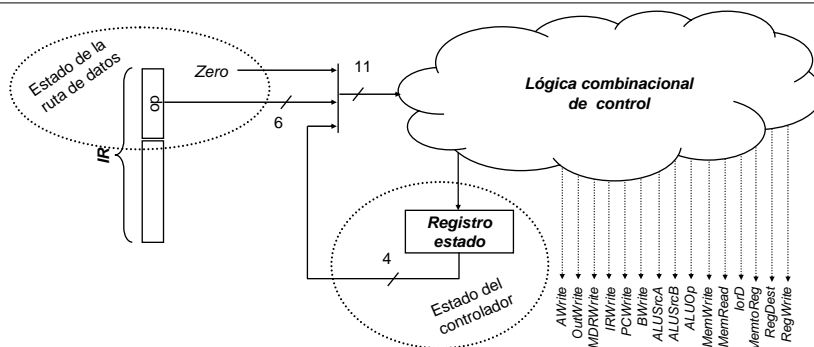 Estado de la
ruta de datos
Zero
11
op
6
IR
Lógica combinacional
de control
Registro
estado
4
Estado del
controlador
AWrite
OutWrite
MDRWrite
IRWrite
PCWrite
BWrite
ALUSrcA
ALUSrcB
ALUOp
MemWrite
MemRead
IorD
MemtoReg
RegDest
RegWrite